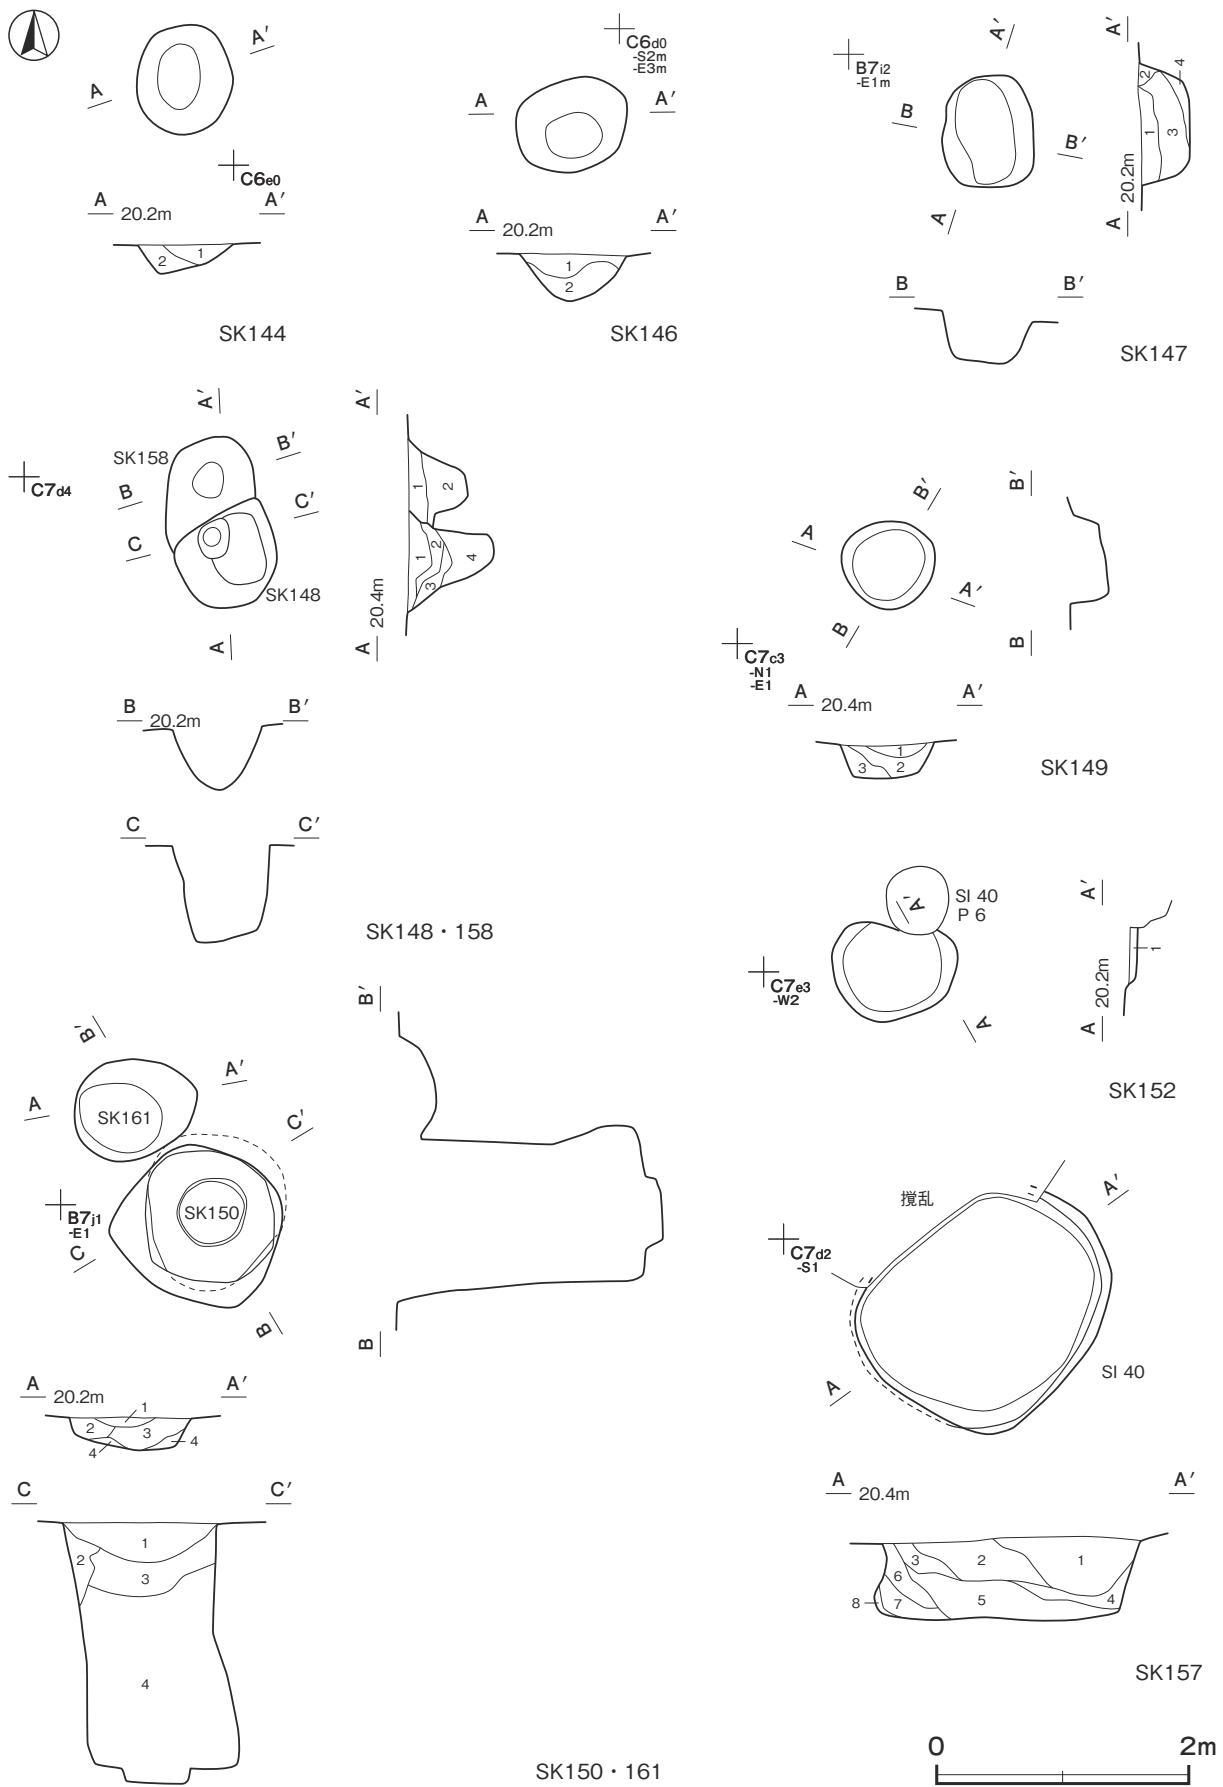 A A′
C6e0
A 20.2m A′
2 1
SK144
C6d0
-S2m
-E3m
A A′
A 20.2m A′
1
2
SK146
B7i2
-E1m
A′
B B′
A
A′
2 4
1 3
20.2m
A
B B′
SK147
C7d4
A′
SK158
B B′
C C′
SK148
A
A′
1 2
1 2 3 4
20.4m
A
B 20.2m B′
C C′
SK148・158
C7c3
-N1
-E1
B′
A A′
B
B′
B
A 20.4m A′
1
3 2
SK149
C7e3
-W2
SI 40
P 6
A′
A
A′
1
20.2m
A
SK152
B7j1
-E1
B′
A A′
SK161
C′
SK150
C
B
B′
B
A 20.2m A′
1
2 3
4 4
C C′
1
2
3
4
SK150・161
C7d2
-S1
撹乱
A′
SI 40
A
A 20.4m A′
3 2 1
6
8 7 5 4
SK157
0 2m